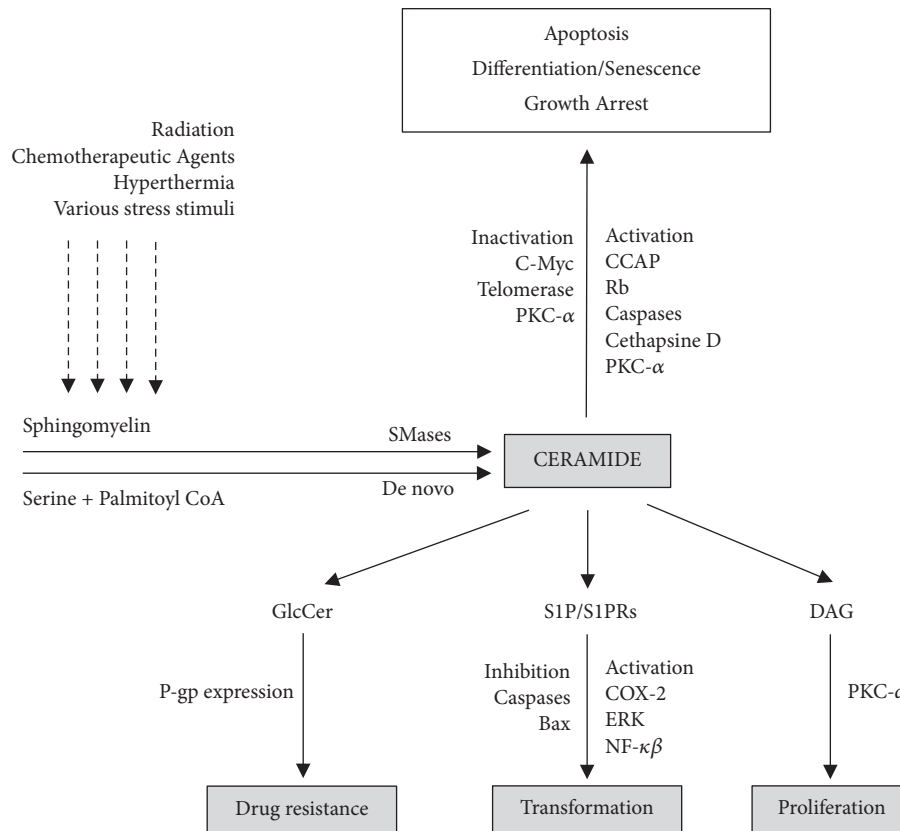 Apoptosis
Differentiation/Senescence
Growth Arrest
Radiation
Chemotherapeutic Agents
Hyperthermia
Various stress stimuli
Inactivation
C-Myc
Telomerase
PKC-α
Activation
CCAP
Rb
Caspases
Cethapsine D
PKC-α
Sphingomyelin
SMases
CERAMIDE
De novo
Serine + Palmitoyl CoA
GlcCer
S1P/S1PRs
DAG
P-gp expression
Inhibition
Caspases
Bax
Activation
COX-2
ERK
NF-κβ
PKC-α
Drug resistance
Transformation
Proliferation